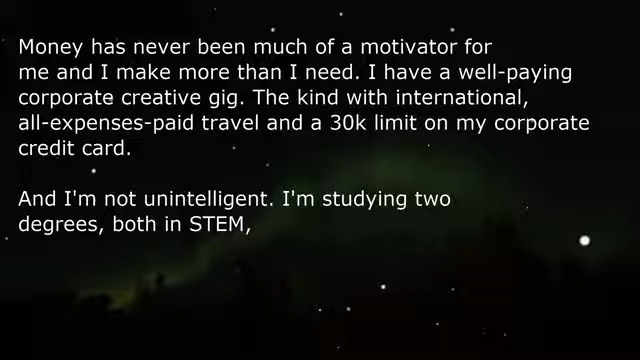 Money has never been much of a motivator for
me and I make more than I need. I have a well-paying
corporate creative gig. The kind with international,
all-expenses-paid travel and a 30k limit on my corporate
credit card.
And I'm not unintelligent. I'm studying two
degrees, both in STEM,